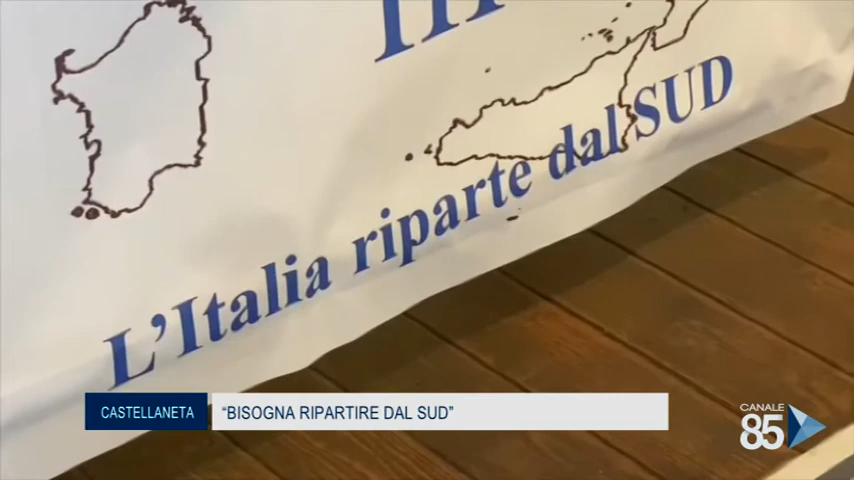 L'Italia riparte dal SUD
CASTELLANETA
“BISOGNA RIPARTIRE DAL SUD”
CANALE
85